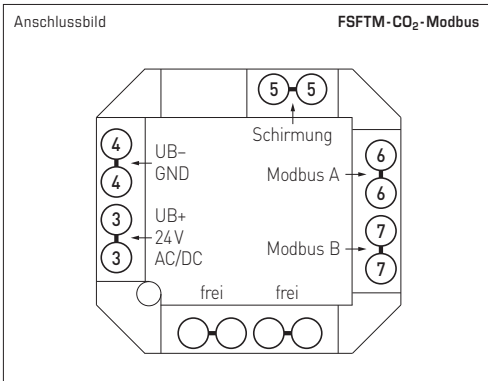 Anschlussbild FSFTM-CO₂-Modbus
5 5
Schirmung
4
4
UB–
GND
3
3
UB+
24V
AC/DC
Modbus A
6
6
Modbus B
7
7
frei frei